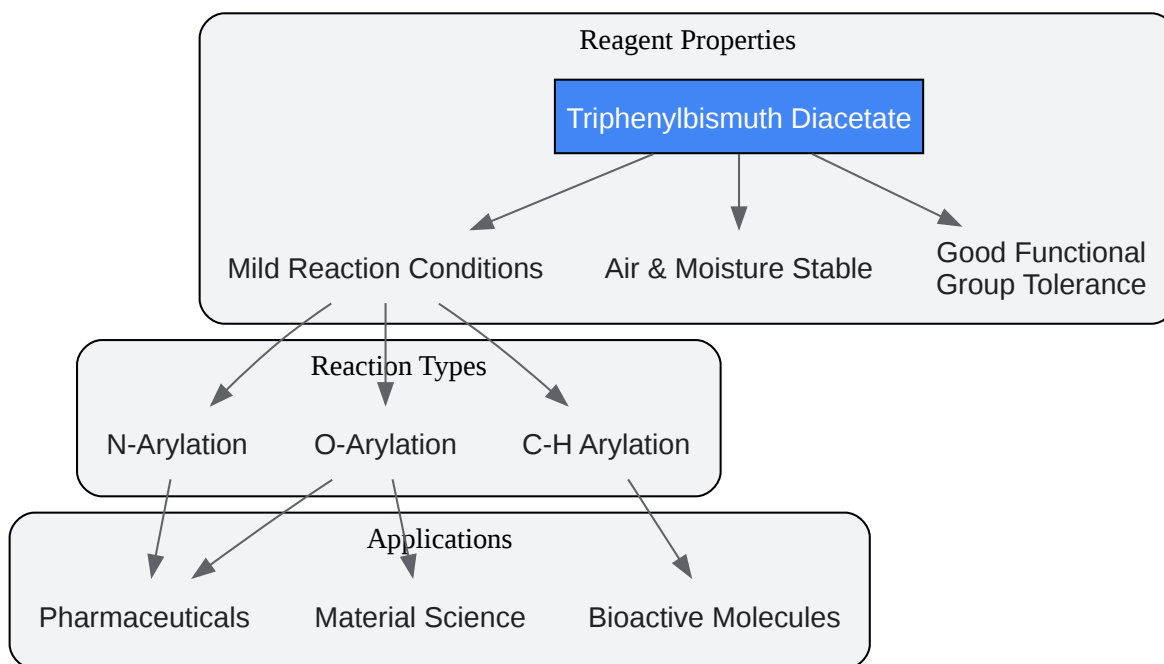 Reagent Properties
Triphenylbismuth Diacetate
Mild Reaction Conditions
Air & Moisture Stable
Good Functional
Group Tolerance
Reaction Types
N-Arylation
O-Arylation
C-H Arylation
Applications
Pharmaceuticals
Material Science
Bioactive Molecules